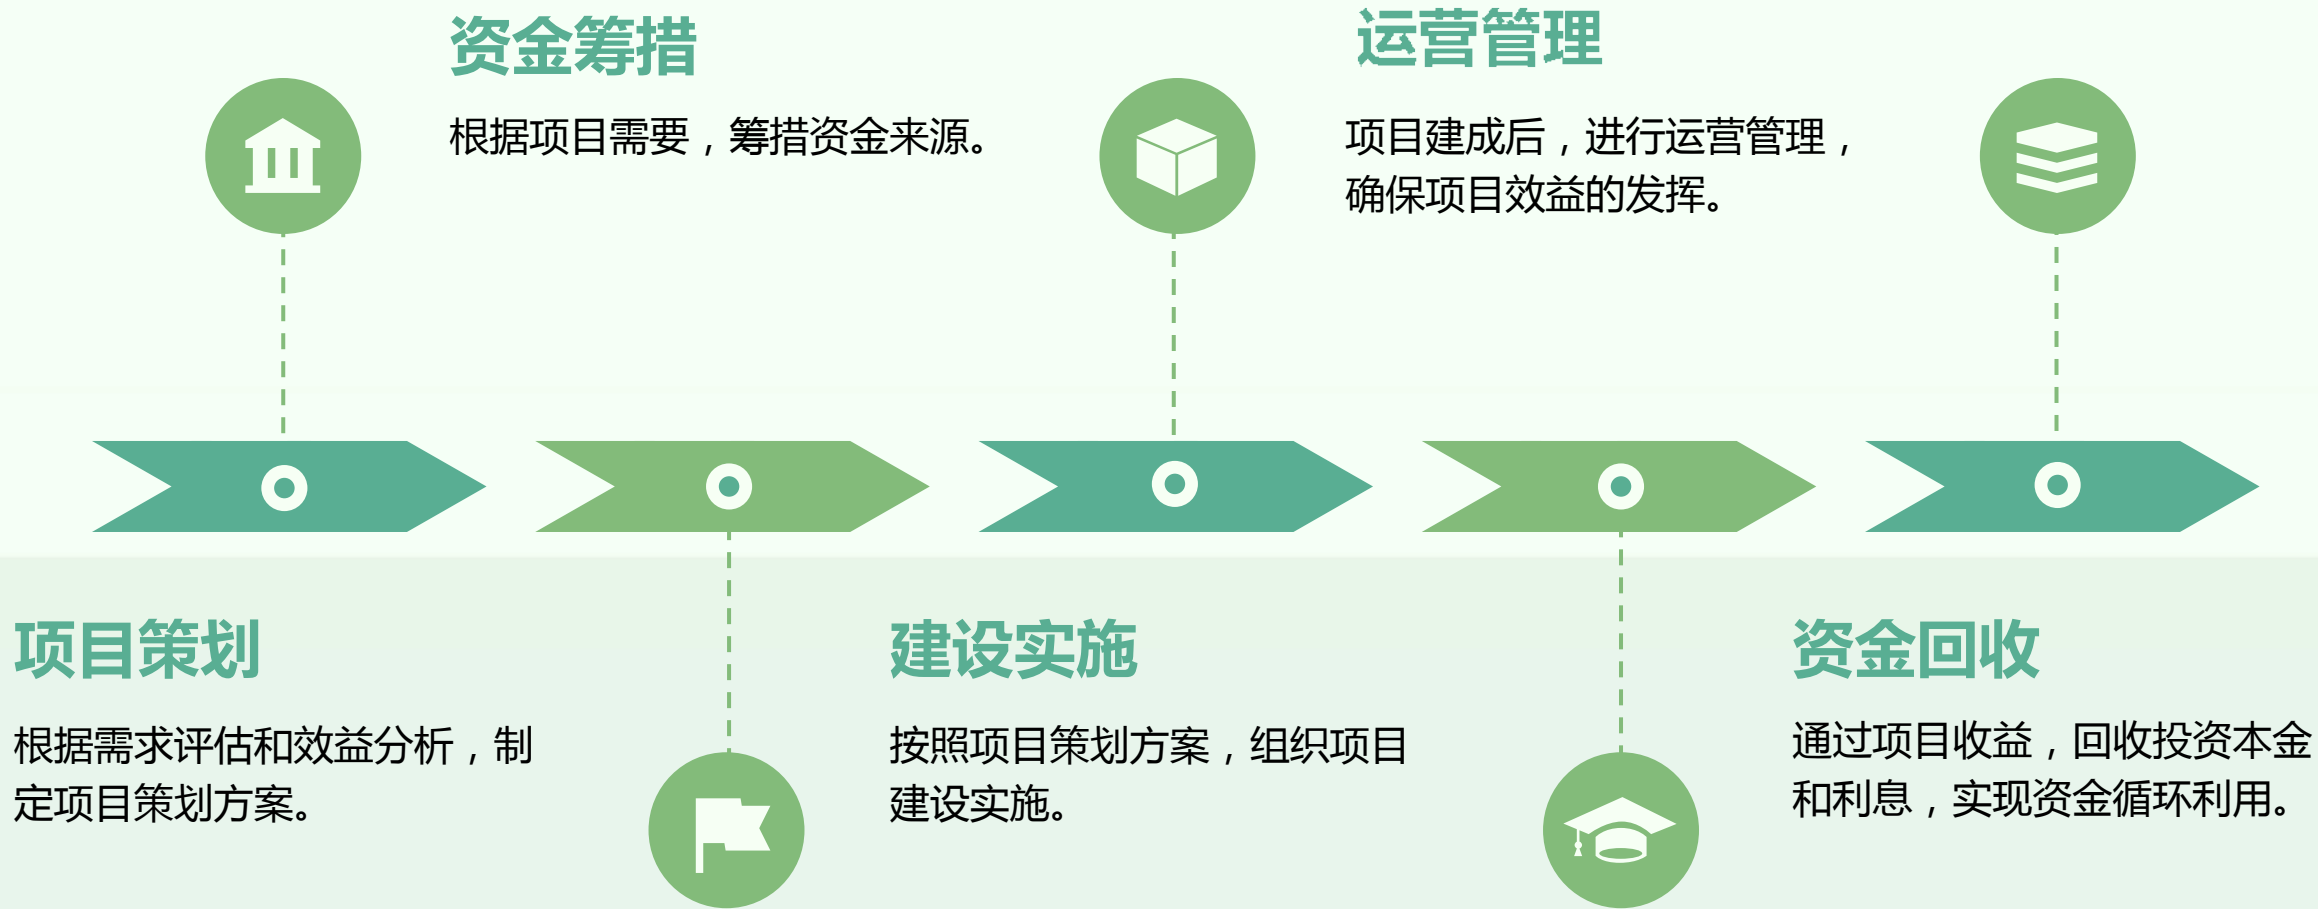 资金筹措
根据项目需要，筹措资金来源。
运营管理
项目建成后，进行运营管理，
确保项目效益的发挥。
项目策划
根据需求评估和效益分析，制
定项目策划方案。
建设实施
按照项目策划方案，组织项目
建设实施。
资金回收
通过项目收益，回收投资本金
和利息，实现资金循环利用。